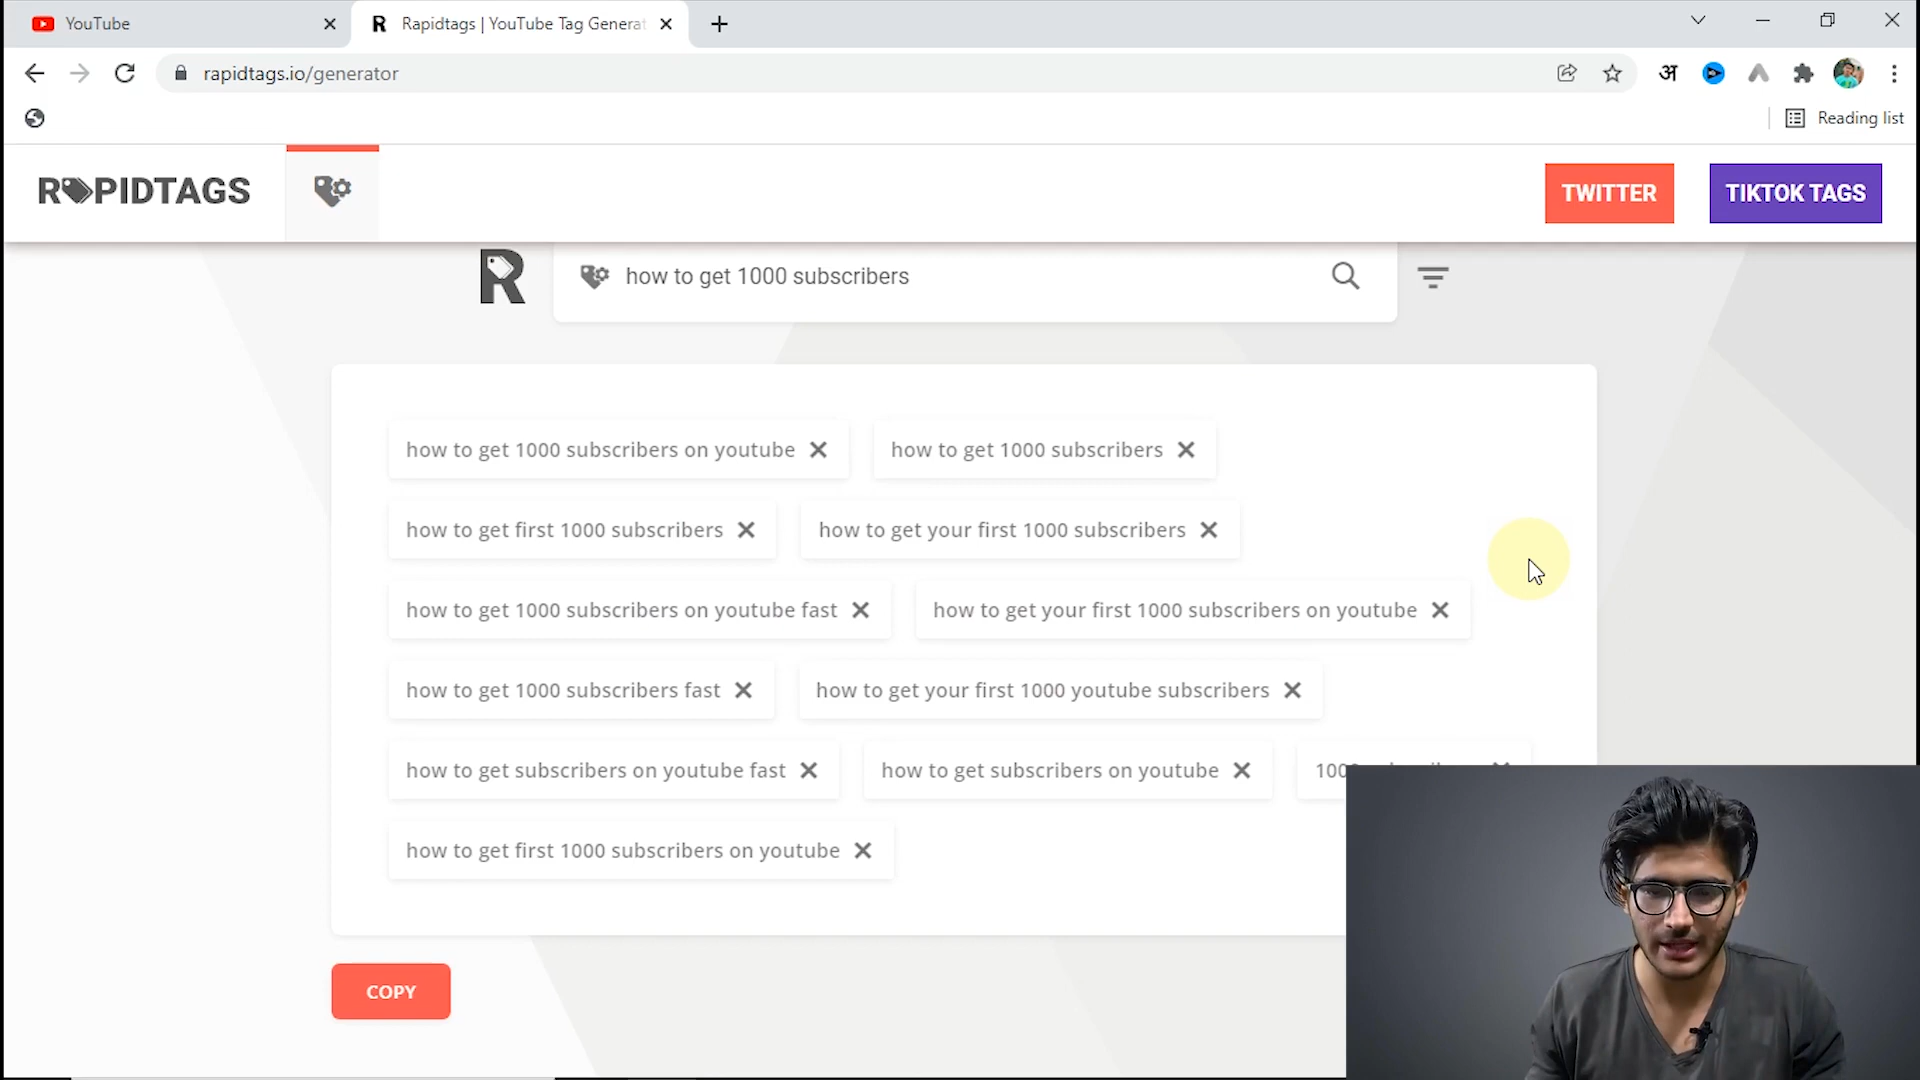 YouTube
Rapidtags | YouTube Tag Generat
rapidtags.io/generator
अ
Reading list
RAPIDTAGS
TWITTER
TIKTOK TAGS
R
how to get 1000 subscribers
how to get 1000 subscribers on youtube
how to get 1000 subscribers
how to get first 1000 subscribers
how to get your first 1000 subscribers
how to get 1000 subscribers on youtube fast
how to get your first 1000 subscribers on youtube
how to get 1000 subscribers fast
how to get your first 1000 youtube subscribers
how to get subscribers on youtube fast
how to get subscribers on youtube
how to get first 1000 subscribers on youtube
COPY